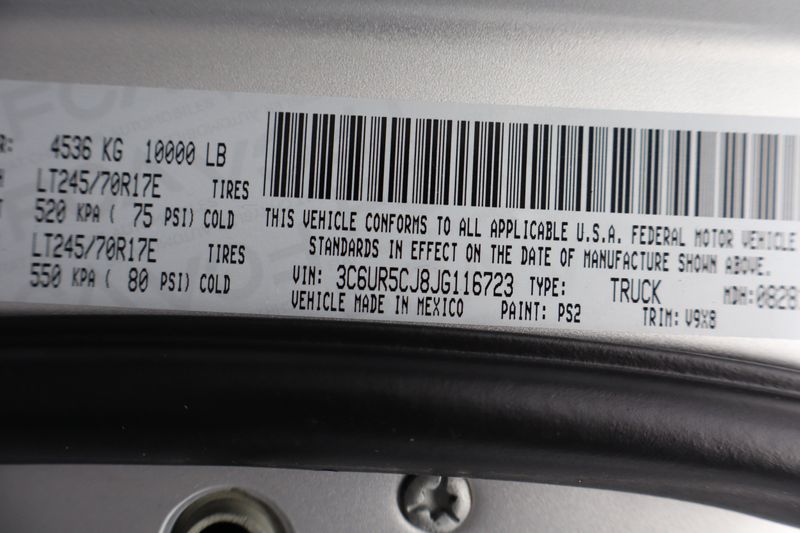 R: 4536 KG 10000 LB
LT245/70R17E TIRES
520 KPA ( 75 PSI) COLD
LT245/70R17E TIRES
550 KPA ( 80 PSI) COLD
THIS VEHICLE CONFORMS TO ALL APPLICABLE U.S.A. FEDERAL MOTOR VEHICLE
STANDARDS IN EFFECT ON THE DATE OF MANUFACTURE SHOWN ABOVE.
VIN: 3C6UR5CJ8JG116723 TYPE: TRUCK MDH: 0828
VEHICLE MADE IN MEXICO PAINT: PS2 TRIM: V9X8